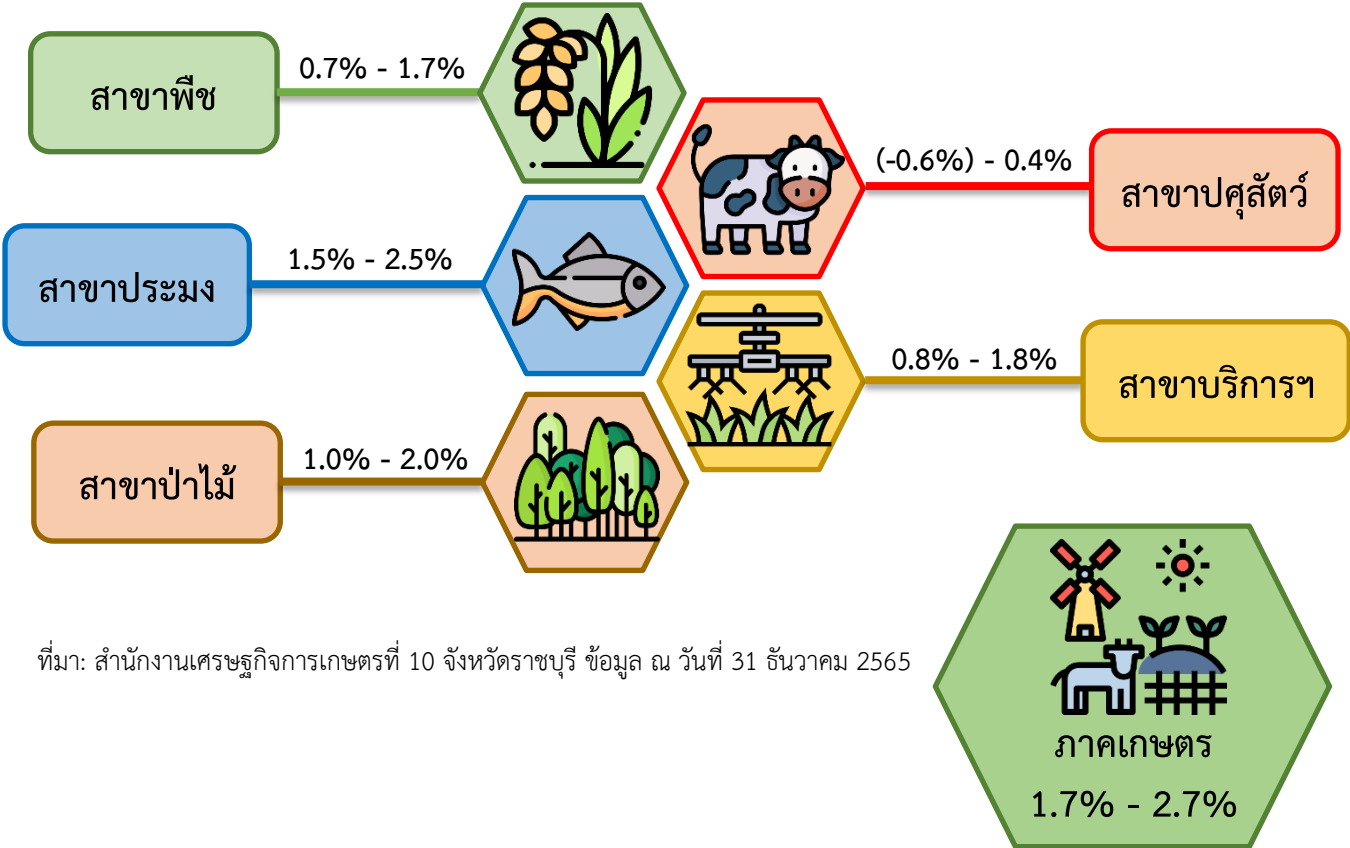 สาขาพืช
0.7% - 1.7%
(-0.6%) - 0.4%
สาขาปศุสัตว์
สาขาประมง
1.5% - 2.5%
0.8% - 1.8%
สาขาบริการฯ
สาขาป่าไม้
1.0% - 2.0%
ที่มา: สำนักงานเศรษฐกิจการเกษตรที่ 10 จังหวัดราชบุรี ข้อมูล ณ วันที่ 31 ธันวาคม 2565
ภาคเกษตร
1.7% - 2.7%